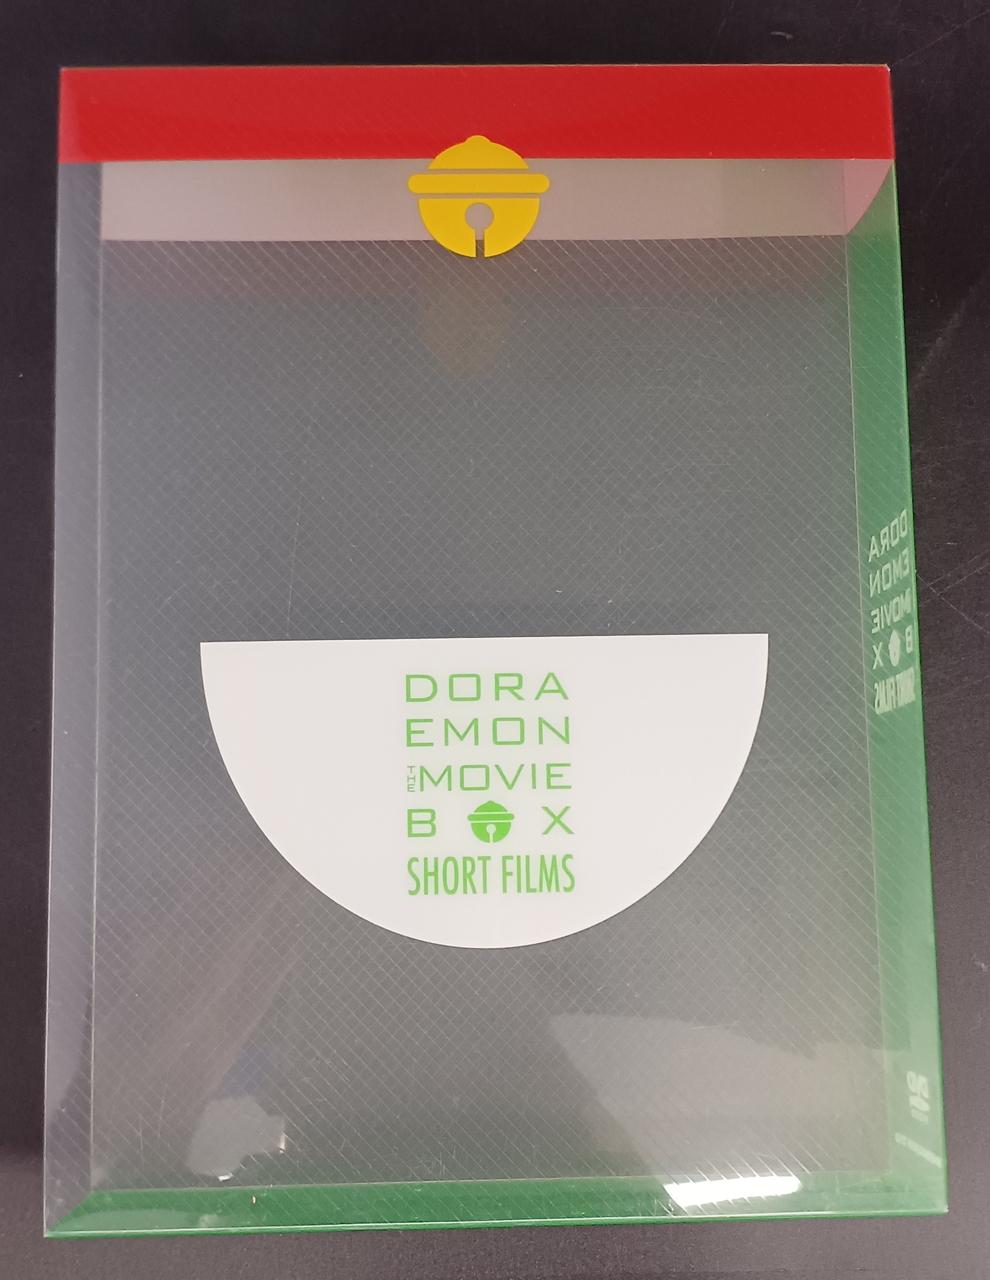 DORA
EMON
THE MOVIE
B X
SHORT FILMS
DORA
EMON
MOVIE
B X
SHORT FILMS